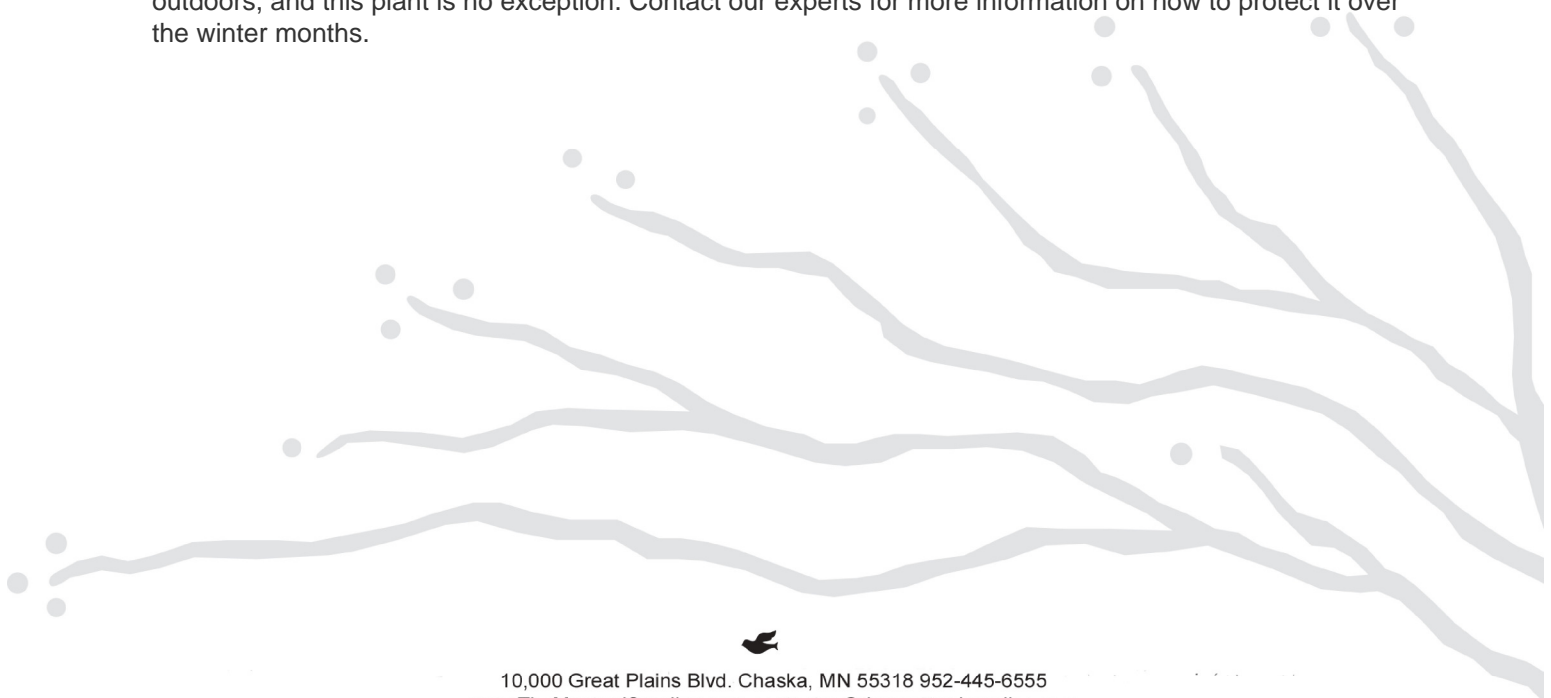 outdoors, and this plant is no exception. Contact our experts for more information on how to protect it over
the winter months.
10,000 Great Plains Blvd. Chaska, MN 55318 952-445-6555